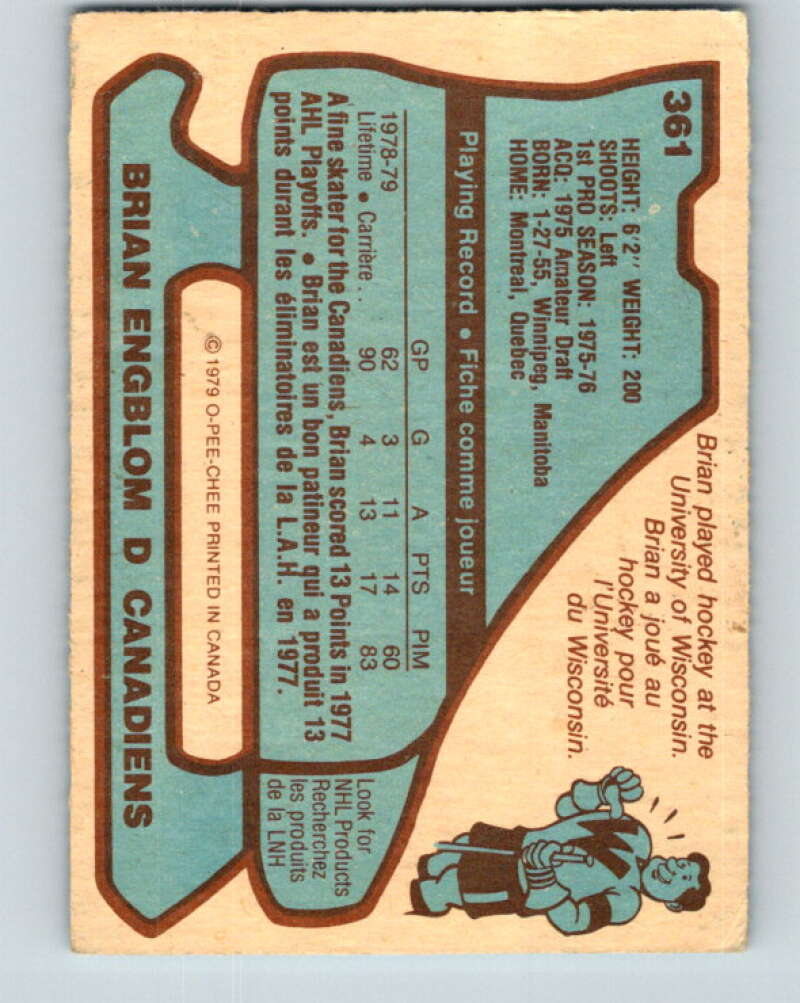 361
HEIGHT: 6'2" WEIGHT: 200
SHOOTS: Left
1st PRO SEASON: 1975-76
ACQ: 1975 Amateur Draft
BORN: 1-27-55, Winnipeg, Manitoba
HOME: Montreal, Quebec
Brian played hockey at the
University of Wisconsin.
Brian a joué au
hockey pour
l'Université
du Wisconsin.
Playing Record • Fiche comme joueur
GP G A PTS PIM
1978-79 62 3 11 14 60
Lifetime • Carrière . . 90 4 13 17 83
A fine skater for the Canadiens, Brian scored 13 Points in 1977
AHL Playoffs. • Brian est un bon patineur qui a produit 13
points durant les éliminatoires de la L.A.H. en 1977.
Look for
NHL Products
Recherchez
les produits
de la LNH
© 1979 O-PEE-CHEE PRINTED IN CANADA
BRIAN ENGBLOM D CANADIENS